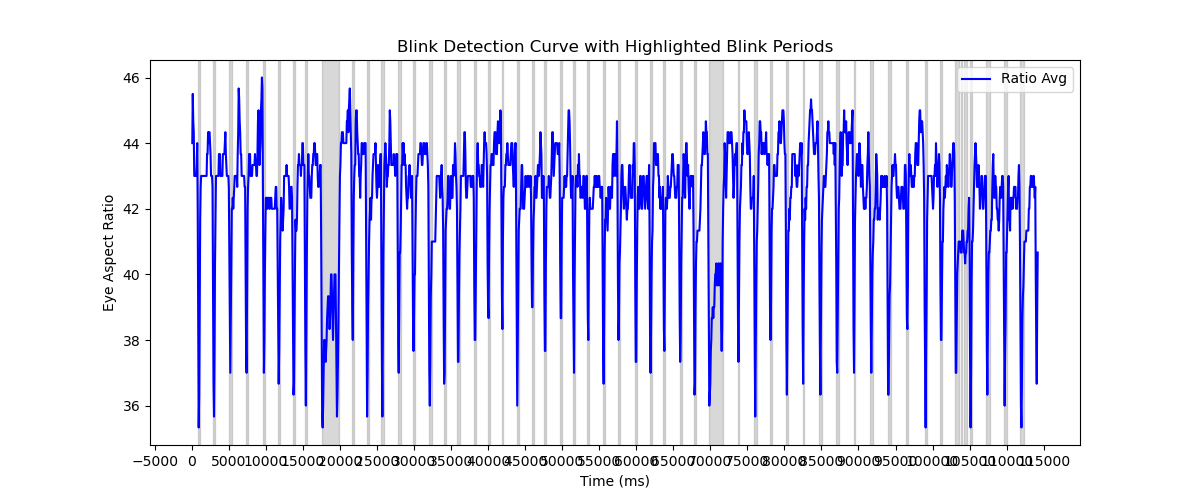 Blink Detection Curve with Highlighted Blink Periods
Ratio Avg
Eye Aspect Ratio
46
44
42
40
38
36
−5000 0 5000 10000 15000 20000 25000 30000 35000 40000 45000 50000 55000 60000 65000 70000 75000 80000 85000 90000 95000 100000 105000 110000 115000
Time (ms)